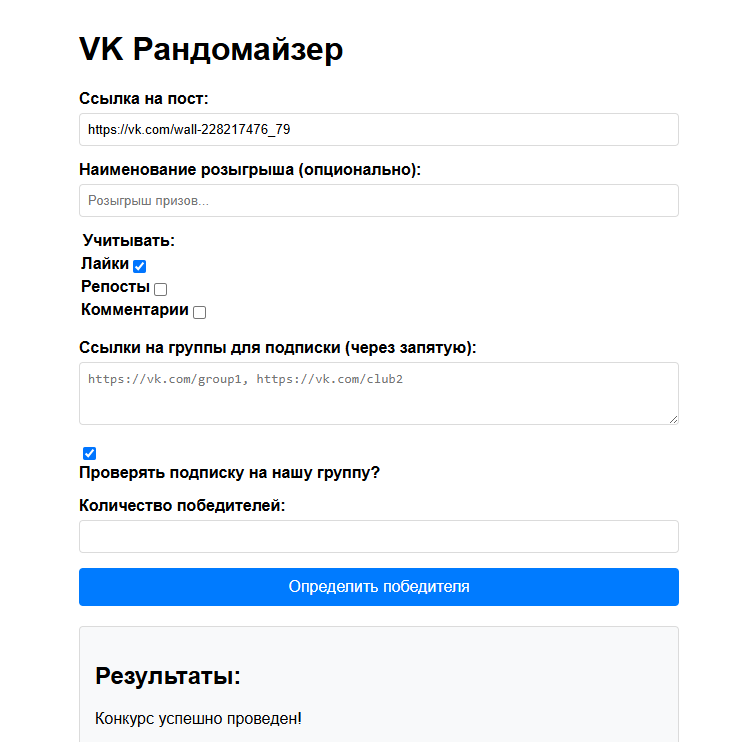 VK Рандомайзер
Ссылка на пост:
https://vk.com/wall-228217476_79
Наименование розыгрыша (опционально):
Розыгрыш призов...
Учитывать:
Лайки
Репосты
Комментарии
Ссылки на группы для подписки (через запятую):
https://vk.com/group1, https://vk.com/club2
Проверять подписку на нашу группу?
Количество победителей:
Определить победителя
Результаты:
Конкурс успешно проведен!